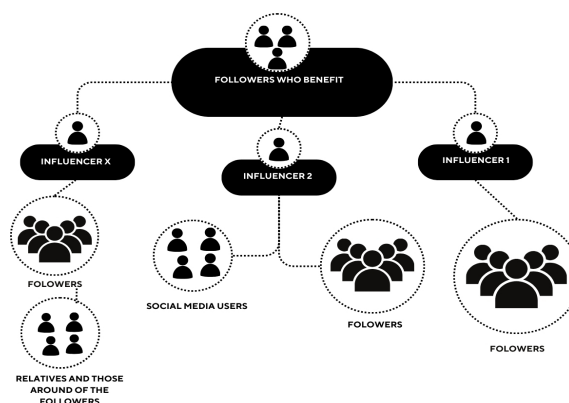 FOLLOWERS WHO BENEFIT
INFLUENCER X
INFLUENCER 2
INFLUENCER 1
FOLOWERS
SOCIAL MEDIA USERS
FOLOWERS
FOLOWERS
RELATIVES AND THOSE
AROUND OF THE
FOLLOWERS